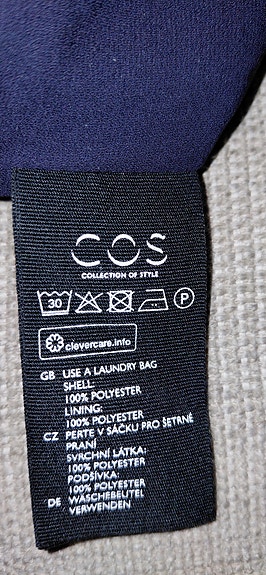 COS
COLLECTION OF STYLE
30 P
clevercare.info
GB USE A LAUNDRY BAG
SHELL:
100% POLYESTER
LINING:
100% POLYESTER
CZ PERTE V SÁČKU PRO ŠETRNÉ
PRANÍ
SVRCHNÍ LÁTKA:
100% POLYESTER
PODŠÍVKA:
100% POLYESTER
DE WÄSCHEBEUTEL
VERWENDEN